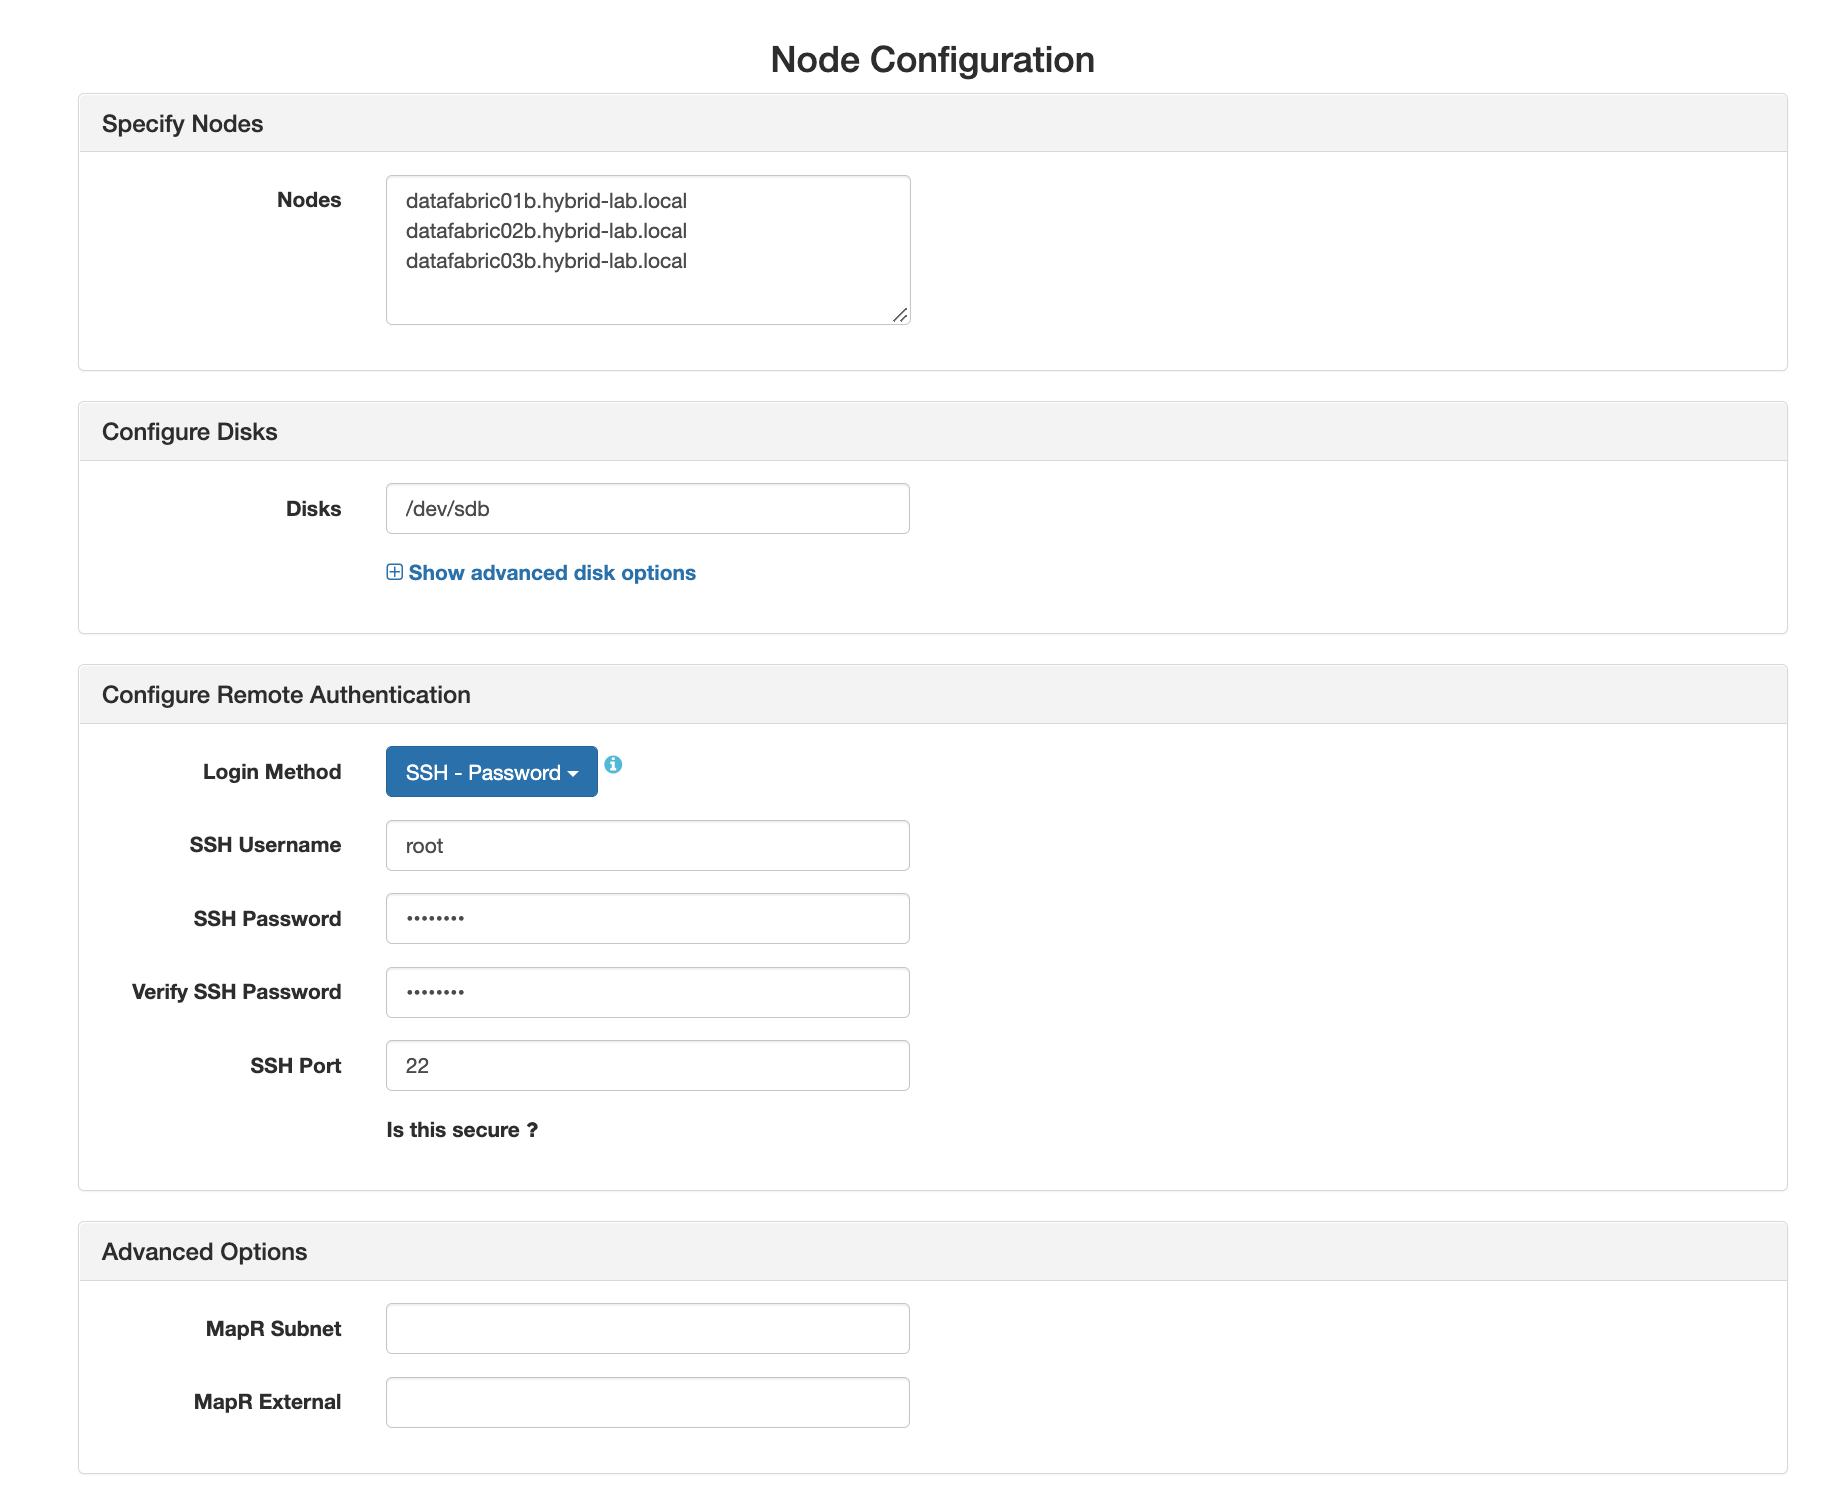 Node Configuration
Specify Nodes
Nodes
datafabric01b.hybrid-lab.local
datafabric02b.hybrid-lab.local
datafabric03b.hybrid-lab.local
Configure Disks
Disks
/dev/sdb
Show advanced disk options
Configure Remote Authentication
Login Method
SSH - Password
SSH Username
root
SSH Password
••••••••
Verify SSH Password
••••••••
SSH Port
22
Is this secure ?
Advanced Options
MapR Subnet
MapR External